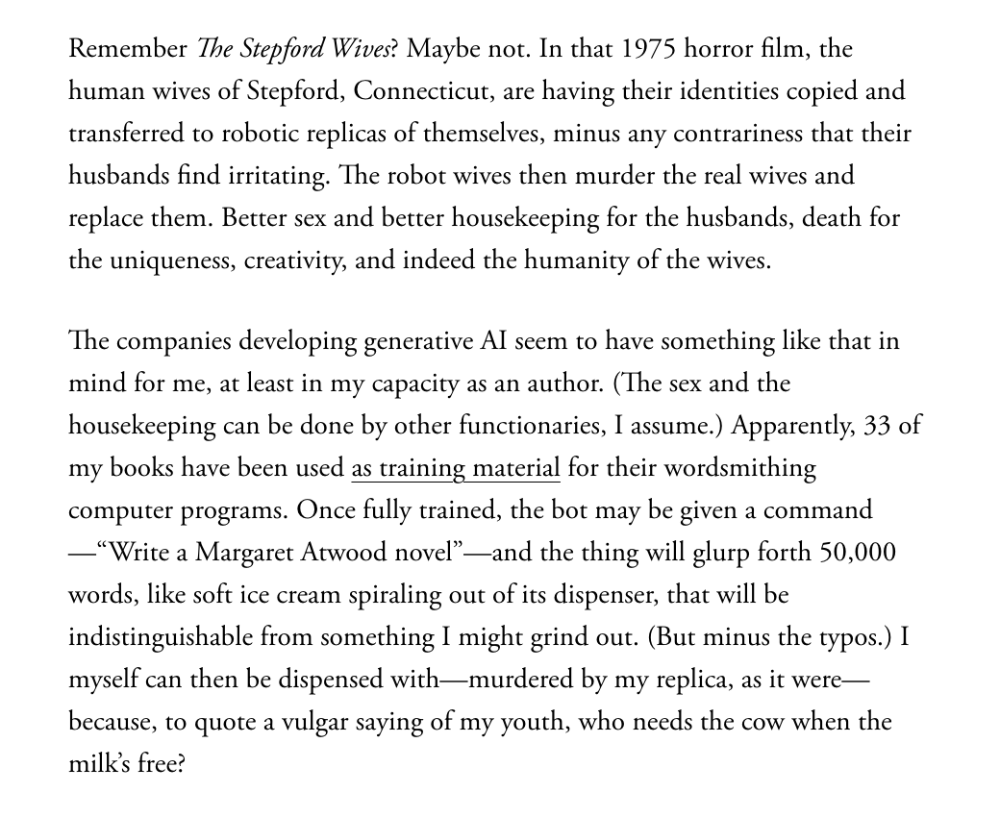 Remember The Stepford Wives? Maybe not. In that 1975 horror film, the
human wives of Stepford, Connecticut, are having their identities copied and
transferred to robotic replicas of themselves, minus any contrariness that their
husbands find irritating. The robot wives then murder the real wives and
replace them. Better sex and better housekeeping for the husbands, death for
the uniqueness, creativity, and indeed the humanity of the wives.
The companies developing generative AI seem to have something like that in
mind for me, at least in my capacity as an author. (The sex and the
housekeeping can be done by other functionaries, I assume.) Apparently, 33 of
my books have been used as training material for their wordsmithing
computer programs. Once fully trained, the bot may be given a command
—“Write a Margaret Atwood novel”—and the thing will glurp forth 50,000
words, like soft ice cream spiraling out of its dispenser, that will be
indistinguishable from something I might grind out. (But minus the typos.) I
myself can then be dispensed with—murdered by my replica, as it were—
because, to quote a vulgar saying of my youth, who needs the cow when the
milk’s free?